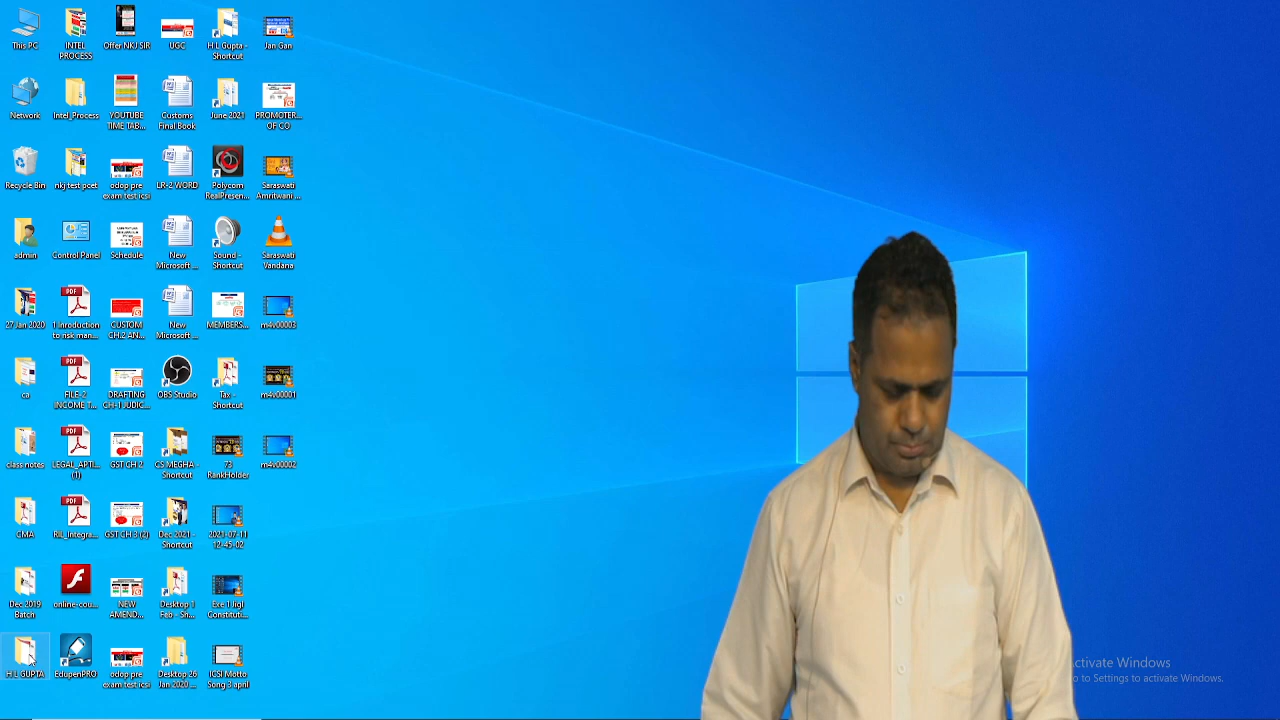 This PC
INTEL
PROCESS
Offer NKJ SIR
UGC
H.L Gupta -
Shortcut
Jan Gan
Network
Intel_Process
YOUTUBE
TIME TAB...
Customs
Final Book
June 2021
PROMOTER...
OF CO
Recycle Bin
nkj test pcet
odop pre
exam test icsi
LR-2 WORD
Polycom
RealPresen...
Saraswati
Amritwani ...
admin
Control Panel
Schedule
New
Microsoft ...
Sound -
Shortcut
Saraswati
Vandana
27 Jan 2020
1 Inroduction
to risk man...
CUSTOM
CH.2 AN...
New
Microsoft ...
MEMBERS...
m4v00003
ca
FILE-2
INCOME T...
DRAFTING
CH-1 JUDIC...
OBS Studio
Tax -
Shortcut
m4v00001
class notes
LEGAL_APTI...
(1)
GST CH 2
CS MEGHA -
Shortcut
73
RankHolder
m4v00002
CMA
RIL_Integra...
GST CH 3 (2)
Dec 2021 -
Shortcut
2021-07-11
12-45-02
Dec 2019
Batch
online-cou...
NEW
AMEND...
Desktop 1
Feb - Sh...
Exe 1 Jigl
Constituti...
H L GUPTA
EdupenPRO
odop pre
exam test icsi
Desktop 26
Jan 2020 ...
ICSI Motto
Song 3 april
ctivate Windows
o to Settings to activate Windows.